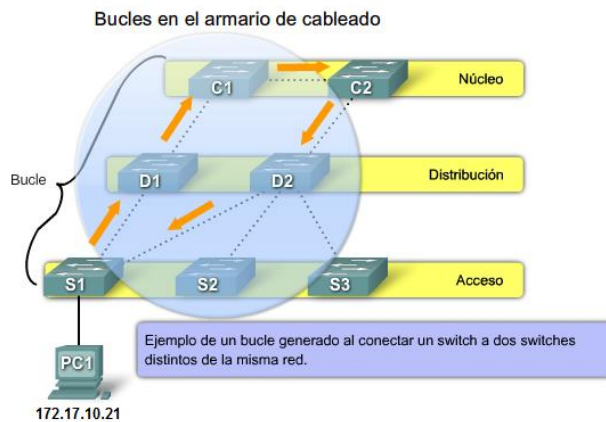 Bucles en el armario de cableado
C1
C2
Núcleo
Bucle
D1
D2
Distribución
S1
S2
S3
Acceso
Ejemplo de un bucle generado al conectar un switch a dos switches
distintos de la misma red.
PC1
172.17.10.21